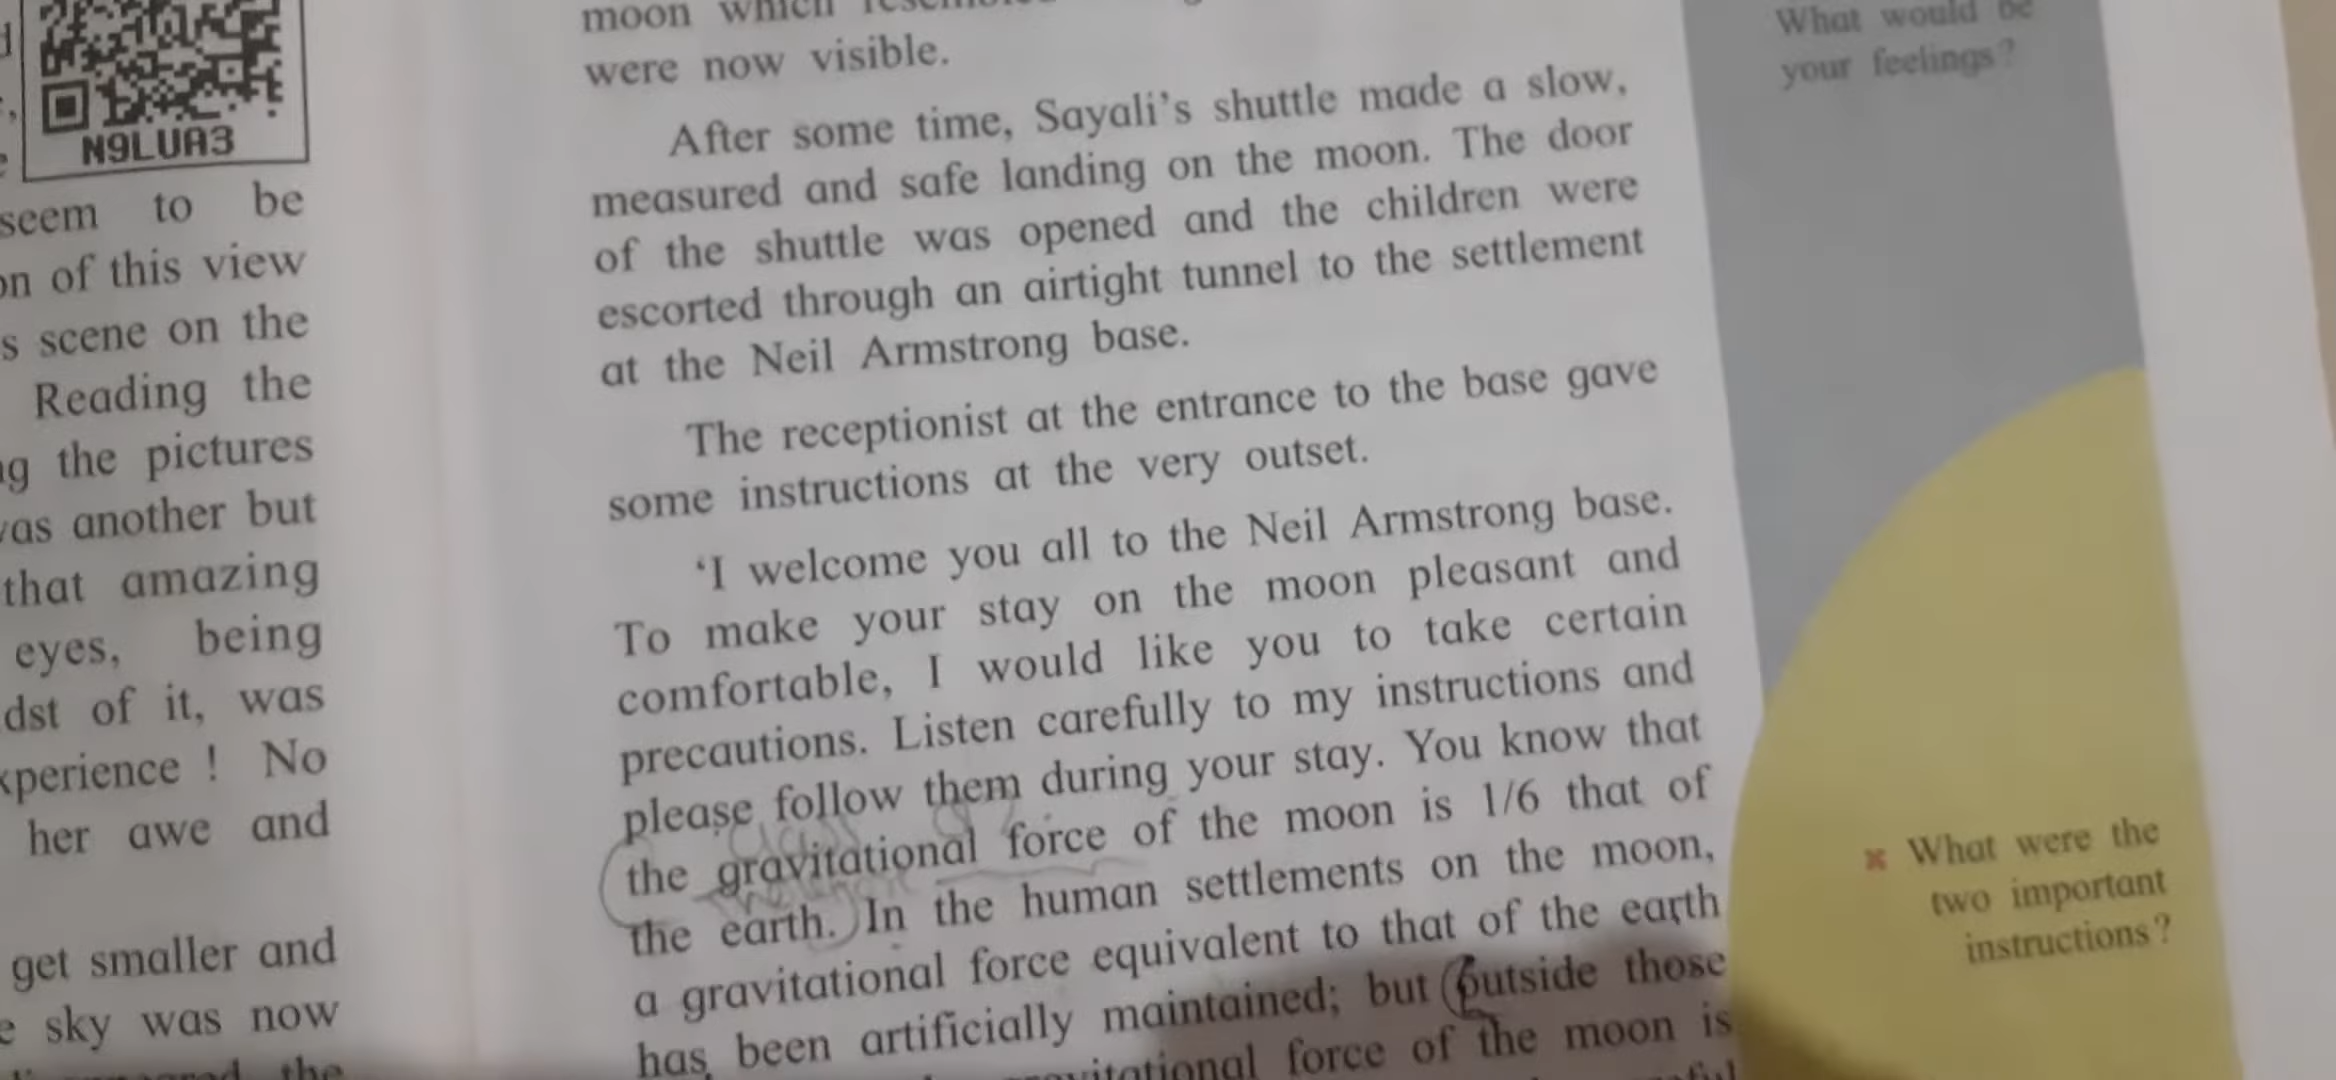 N9LUA3
seem to be
of this view
scene on the
Reading the
the pictures
another but
that amazing
eyes, being
of it, was
! No
her awe and
get smaller and
sky was now
the
moon which
were now visible.
After some time, Sayali's shuttle made a slow,
measured and safe landing on the moon. The door
of the shuttle was opened and the children were
escorted through an airtight tunnel to the settlement
at the Neil Armstrong base.
The receptionist at the entrance to the base gave
some instructions at the very outset.
'I welcome you all to the Neil Armstrong base.
To make your stay on the moon pleasant and
comfortable, I would like you to take certain
precautions. Listen carefully to my instructions and
please follow them during your stay. You know that
the gravitational force of the moon is 1/6 that of
the earth. In the human settlements on the moon,
a gravitational force equivalent to that of the earth
has been artificially maintained; but outside those
force of the moon is
What would be
your feelings?
What were the
two important
instructions?